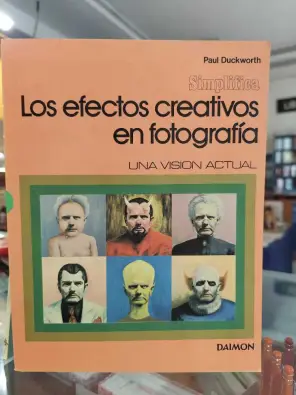 Paul Duckworth
Simplifica
Los efectos creativos
en fotografía
UNA VISION ACTUAL
DAIMON